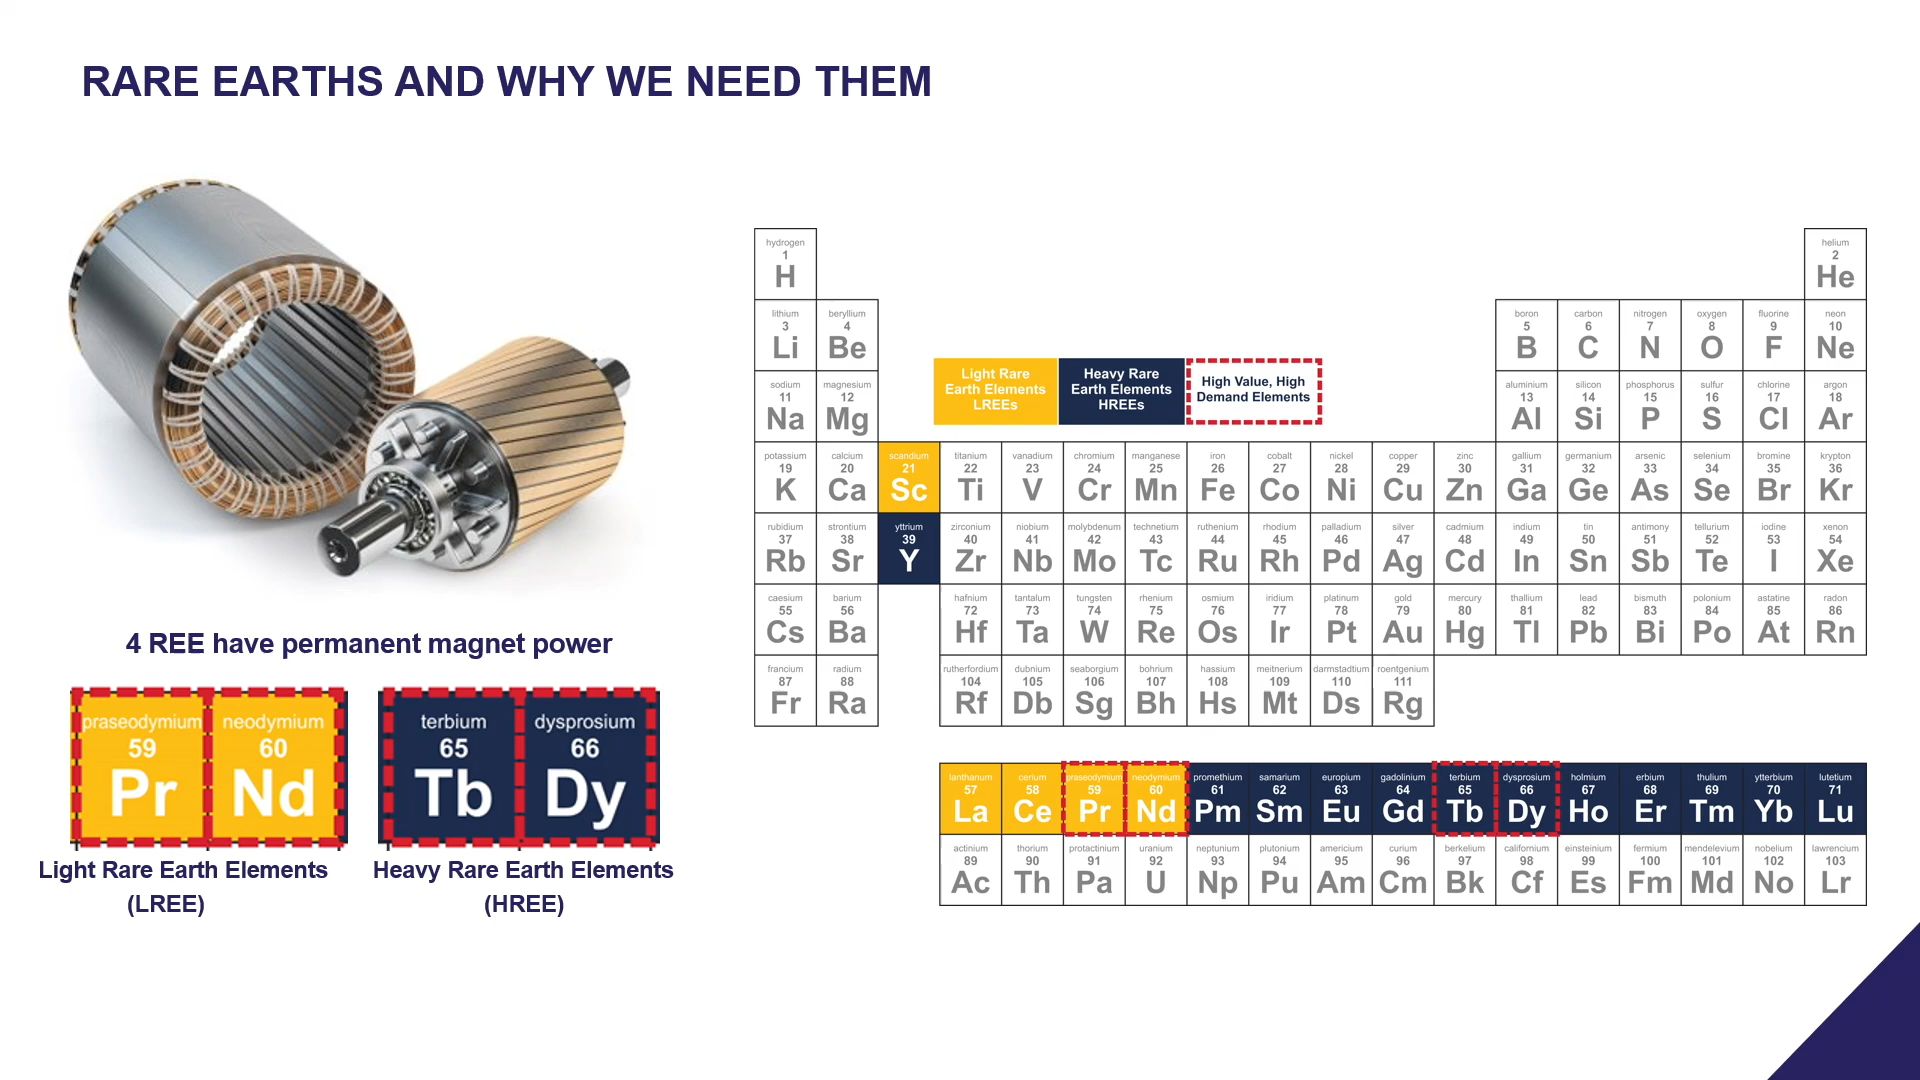 RARE EARTHS AND WHY WE NEED THEM
4 REE have permanent magnet power
praseodymium neodymium
59 60
Pr Nd
Light Rare Earth Elements
(LREE)
terbium dysprosium
65 66
Tb Dy
Heavy Rare Earth Elements
(HREE)
Light Rare
Earth Elements
LREEs
Heavy Rare
Earth Elements
HREEs
High Value, High
Demand Elements
hydrogen helium
1 2
H He
lithium beryllium boron carbon nitrogen oxygen fluorine neon
3 4 5 6 7 8 9 10
Li Be B C N O F Ne
sodium magnesium aluminium silicon phosphorus sulfur chlorine argon
11 12 13 14 15 16 17 18
Na Mg Al Si P S Cl Ar
potassium calcium scandium titanium vanadium chromium manganese iron cobalt nickel copper zinc gallium germanium arsenic selenium bromine krypton
19 20 21 22 23 24 25 26 27 28 29 30 31 32 33 34 35 36
K Ca Sc Ti V Cr Mn Fe Co Ni Cu Zn Ga Ge As Se Br Kr
rubidium strontium yttrium zirconium niobium molybdenum technetium ruthenium rhodium palladium silver cadmium indium tin antimony tellurium iodine xenon
37 38 39 40 41 42 43 44 45 46 47 48 49 50 51 52 53 54
Rb Sr Y Zr Nb Mo Tc Ru Rh Pd Ag Cd In Sn Sb Te I Xe
caesium barium hafnium tantalum tungsten rhenium osmium iridium platinum gold mercury thallium lead bismuth polonium astatine radon
55 56 72 73 74 75 76 77 78 79 80 81 82 83 84 85 86
Cs Ba Hf Ta W Re Os Ir Pt Au Hg Tl Pb Bi Po At Rn
francium radium rutherfordium dubnium seaborgium bohrium hassium meitnerium darmstadtium roentgenium
87 88 104 105 106 107 108 109 110 111
Fr Ra Rf Db Sg Bh Hs Mt Ds Rg
lanthanum cerium praseodymium neodymium promethium samarium europium gadolinium terbium dysprosium holmium erbium thulium ytterbium lutetium
57 58 59 60 61 62 63 64 65 66 67 68 69 70 71
La Ce Pr Nd Pm Sm Eu Gd Tb Dy Ho Er Tm Yb Lu
actinium thorium protactinium uranium neptunium plutonium americium curium berkelium californium einsteinium fermium mendelevium nobelium lawrencium
89 90 91 92 93 94 95 96 97 98 99 100 101 102 103
Ac Th Pa U Np Pu Am Cm Bk Cf Es Fm Md No Lr